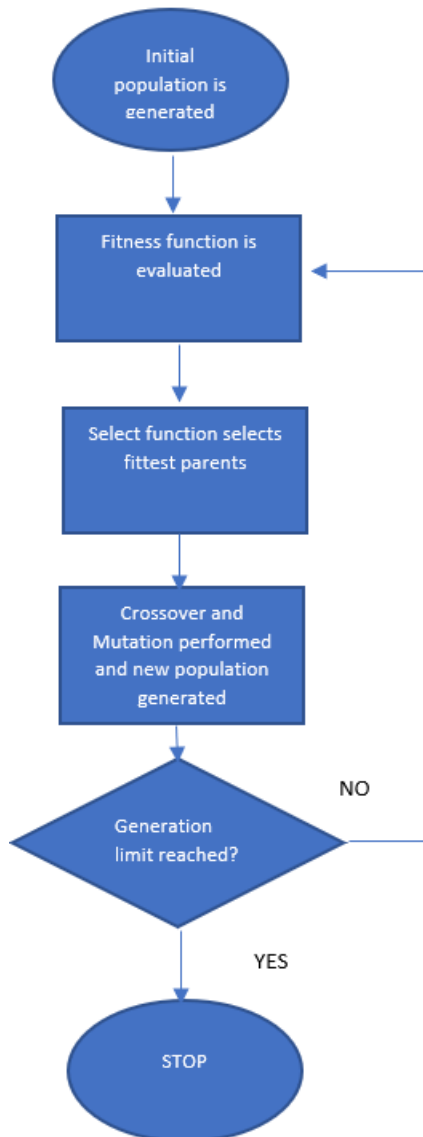 Initial
population is
generated
Fitness function is
evaluated
Select function selects
fittest parents
Crossover and
Mutation performed
and new population
generated
NO
Generation
limit reached?
YES
STOP